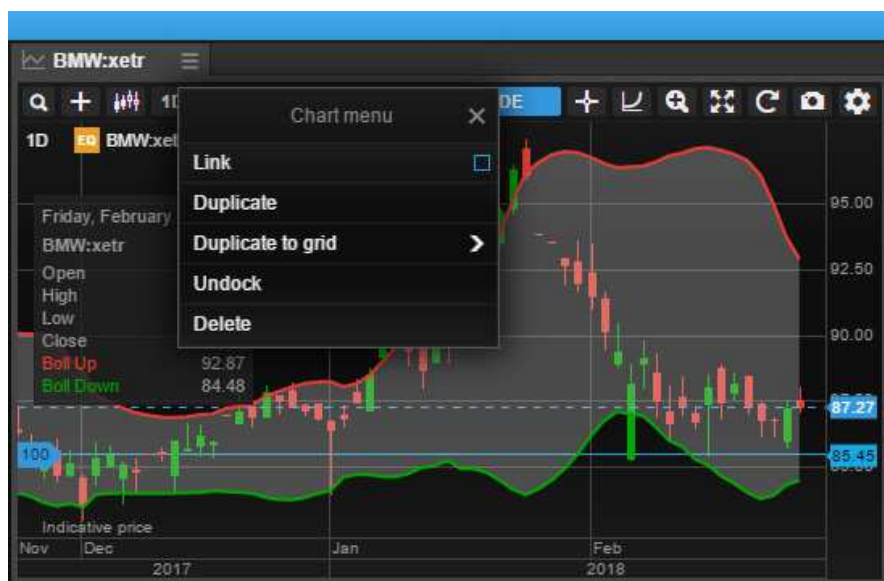 BMW:xetr
Chart menu
1D
EQ BMW:xet
Link
Duplicate
Duplicate to grid
Undock
Delete
Friday, February
BMW:xetr
Open
High
Low
Close
Boll Up 92.87
Boll Down 84.48
95.00
92.50
90.00
87.27
100
85.45
Indicative price
Nov Dec Jan Feb
2017 2018